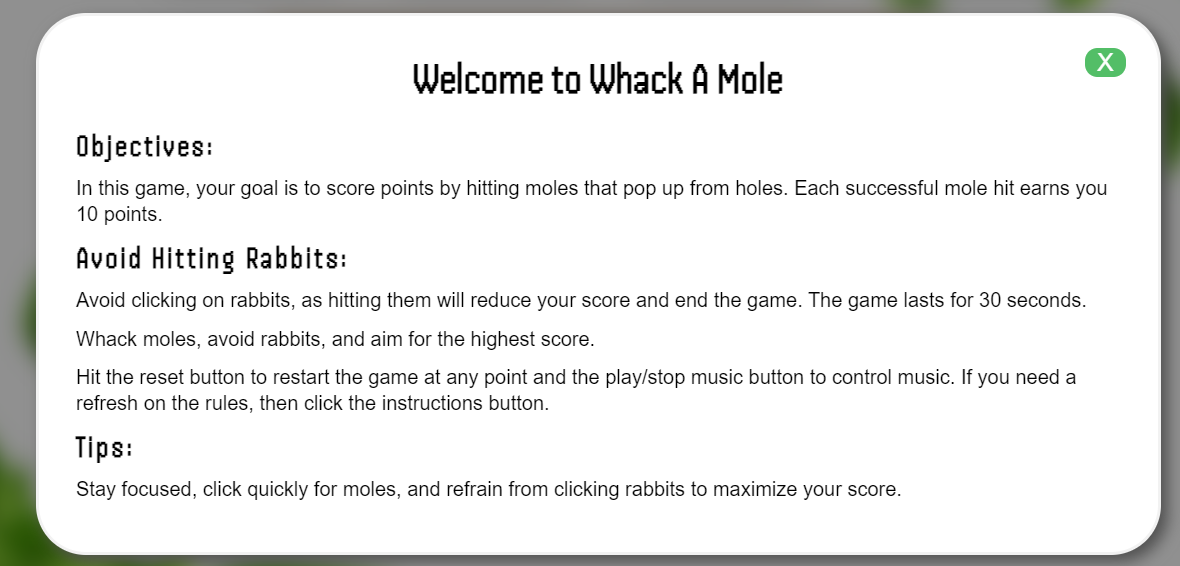 Welcome to Whack A Mole
X
Objectives:
In this game, your goal is to score points by hitting moles that pop up from holes. Each successful mole hit earns you
10 points.
Avoid Hitting Rabbits:
Avoid clicking on rabbits, as hitting them will reduce your score and end the game. The game lasts for 30 seconds.
Whack moles, avoid rabbits, and aim for the highest score.
Hit the reset button to restart the game at any point and the play/stop music button to control music. If you need a
refresh on the rules, then click the instructions button.
Tips:
Stay focused, click quickly for moles, and refrain from clicking rabbits to maximize your score.